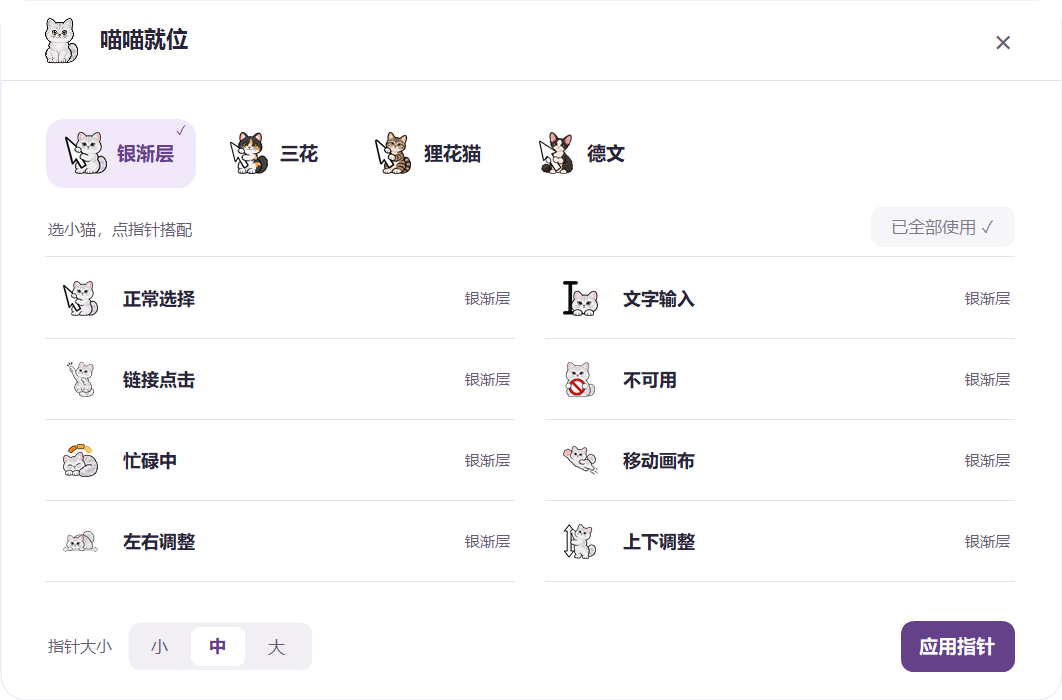 喵喵就位
银渐层 ✓
三花
狸花猫
德文
选小猫，点指针搭配
已全部使用 ✓
正常选择 银渐层
文字输入 银渐层
链接点击 银渐层
不可用 银渐层
忙碌中 银渐层
移动画布 银渐层
左右调整 银渐层
上下调整 银渐层
指针大小 小 中 大
应用指针